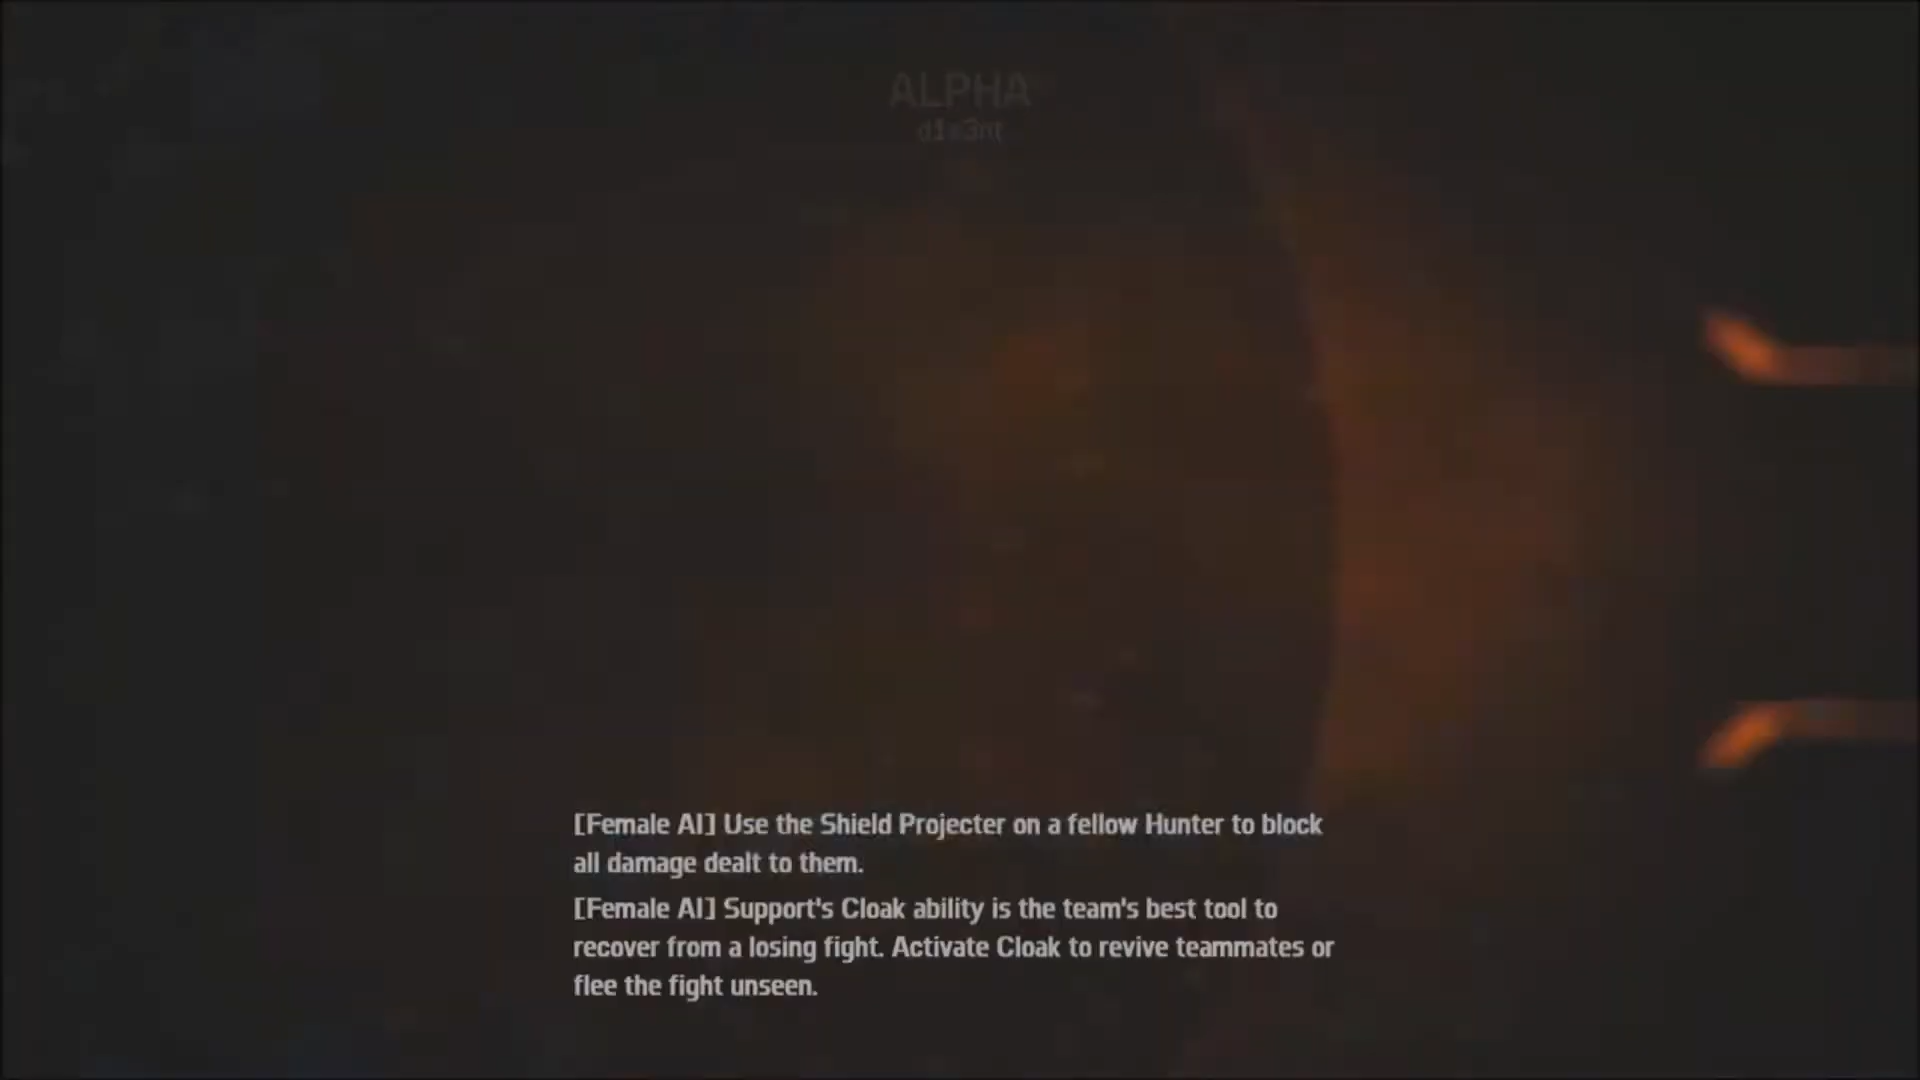 ALPHA
[Female AI] Use the Shield Projecter on a fellow Hunter to block
all damage dealt to them.
[Female AI] Support's Cloak ability is the team's best tool to
recover from a losing fight. Activate Cloak to revive teammates or
flee the fight unseen.